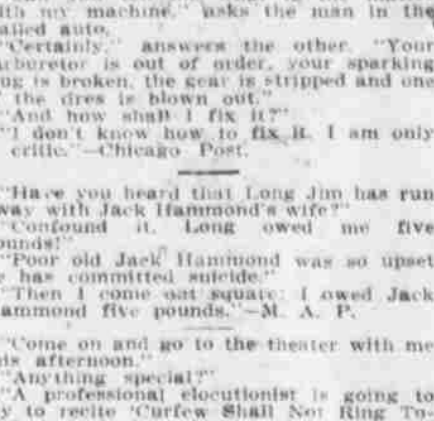 ith my machine," asks the man in the
alled auto.
"Certainly," answers the other. "Your
arburetor is out of order, your sparking
ug is broken, the gear is stripped and one
the tires is blown out."
"And how shall I fix it?"
"I don't know how to fix it. I am only
critic."—Chicago Post.
"Have you heard that Long Jim has run
way with Jack Hammond's wife?"
"Confound it, Long owed me five
ounds!"
"Poor old Jack Hammond was so upset
e has committed suicide."
"Then I come out square; I owed Jack
ammond five pounds."—M. A. P.
"Come on and go to the theater with me
is afternoon."
"Anything special?"
"A professional elocutionist is going to
y to recite 'Curfew Shall Not Ring To-